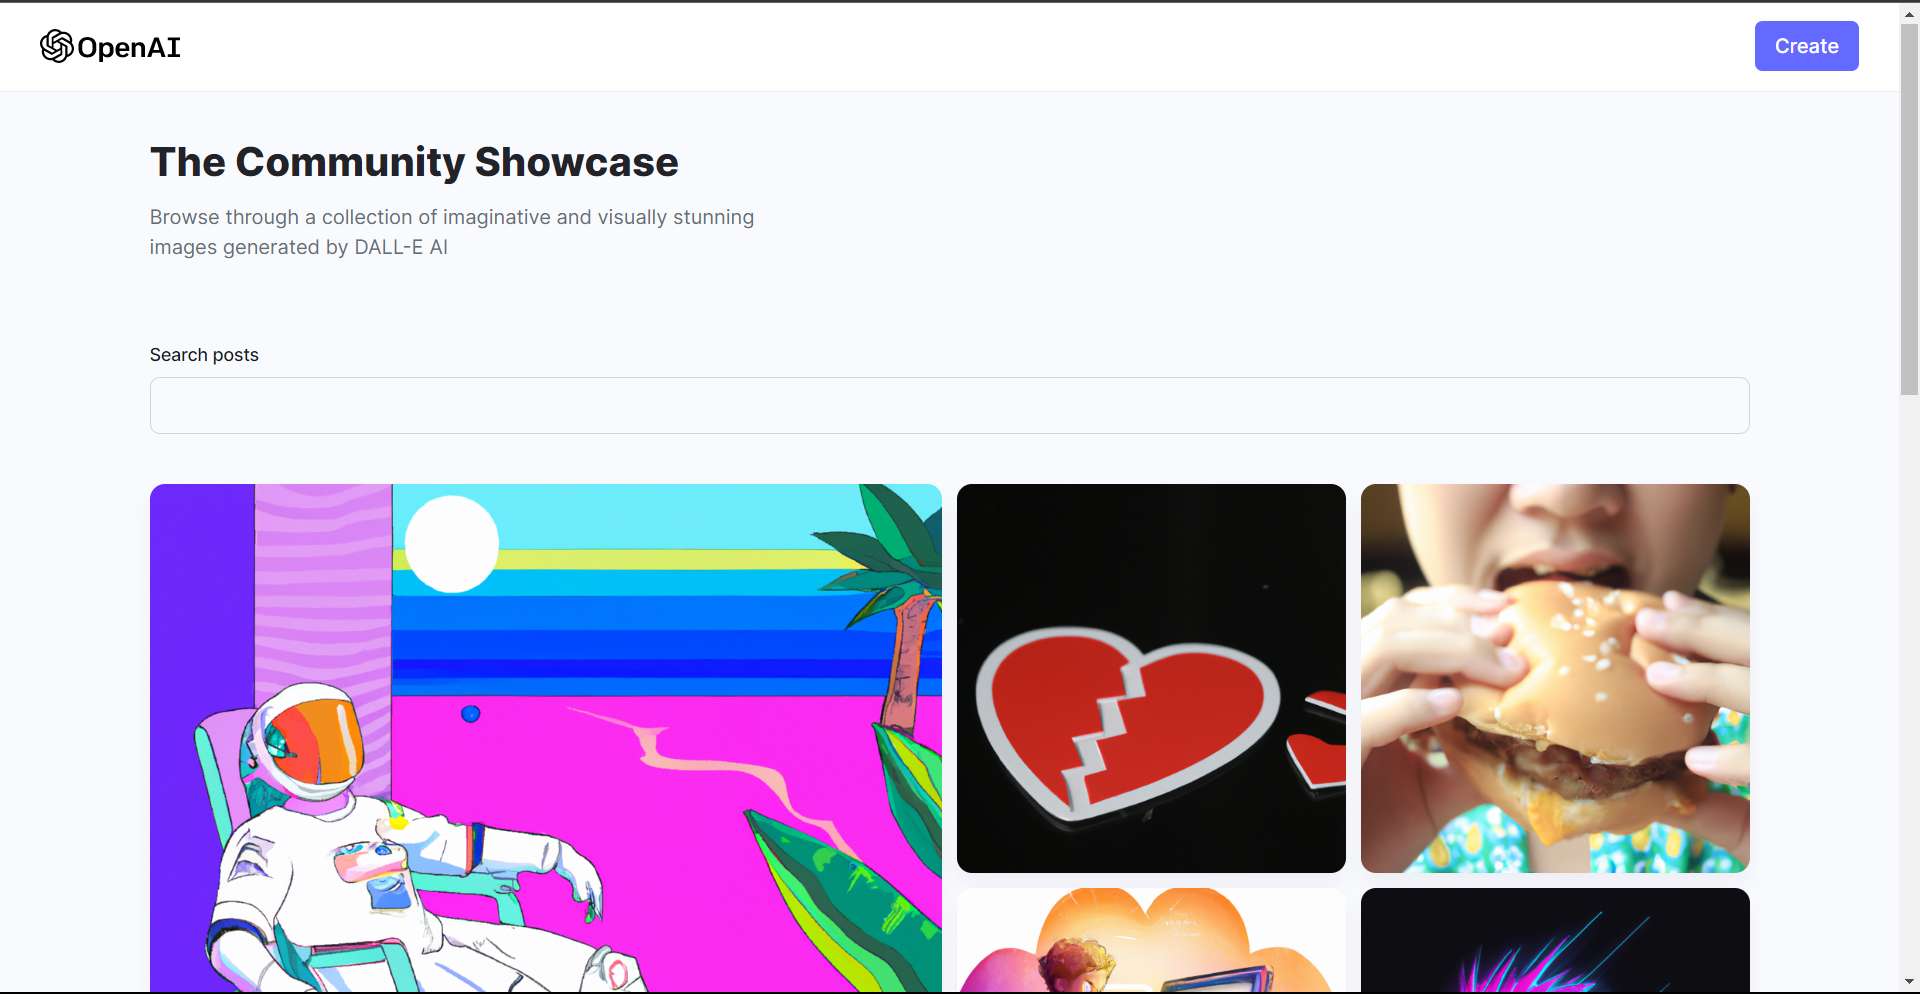 OpenAI
Create
The Community Showcase
Browse through a collection of imaginative and visually stunning
images generated by DALL-E AI
Search posts